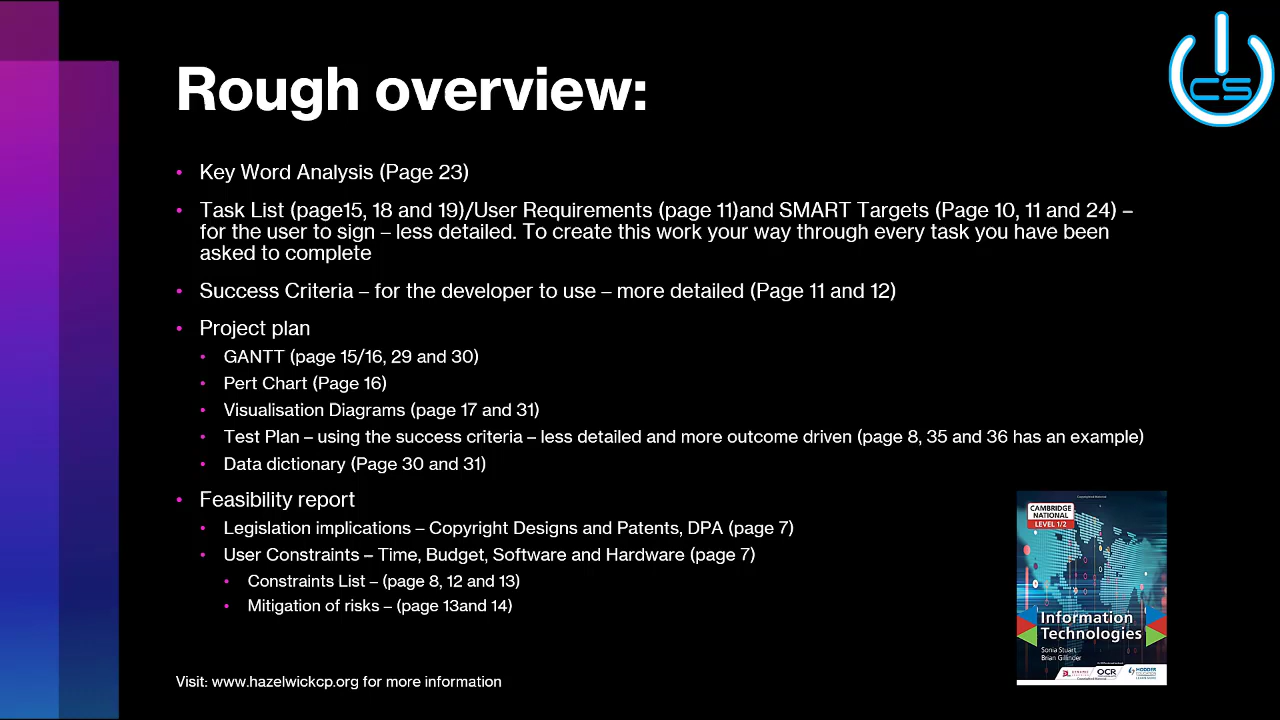 CS
Rough overview:
• Key Word Analysis (Page 23)
• Task List (page15, 18 and 19)/User Requirements (page 11)and SMART Targets (Page 10, 11 and 24) –
for the user to sign – less detailed. To create this work your way through every task you have been
asked to complete
• Success Criteria – for the developer to use – more detailed (Page 11 and 12)
• Project plan
• GANTT (page 15/16, 29 and 30)
• Pert Chart (Page 16)
• Visualisation Diagrams (page 17 and 31)
• Test Plan – using the success criteria – less detailed and more outcome driven (page 8, 35 and 36 has an example)
• Data dictionary (Page 30 and 31)
• Feasibility report
• Legislation implications – Copyright Designs and Patents, DPA (page 7)
• User Constraints – Time, Budget, Software and Hardware (page 7)
• Constraints List – (page 8, 12 and 13)
• Mitigation of risks – (page 13and 14)
CAMBRIDGE
NATIONAL
LEVEL 1/2
Information
Technologies
Sonia Stuart
Brian Gillinder
OCR
HODDER
Visit: www.hazelwickcp.org for more information